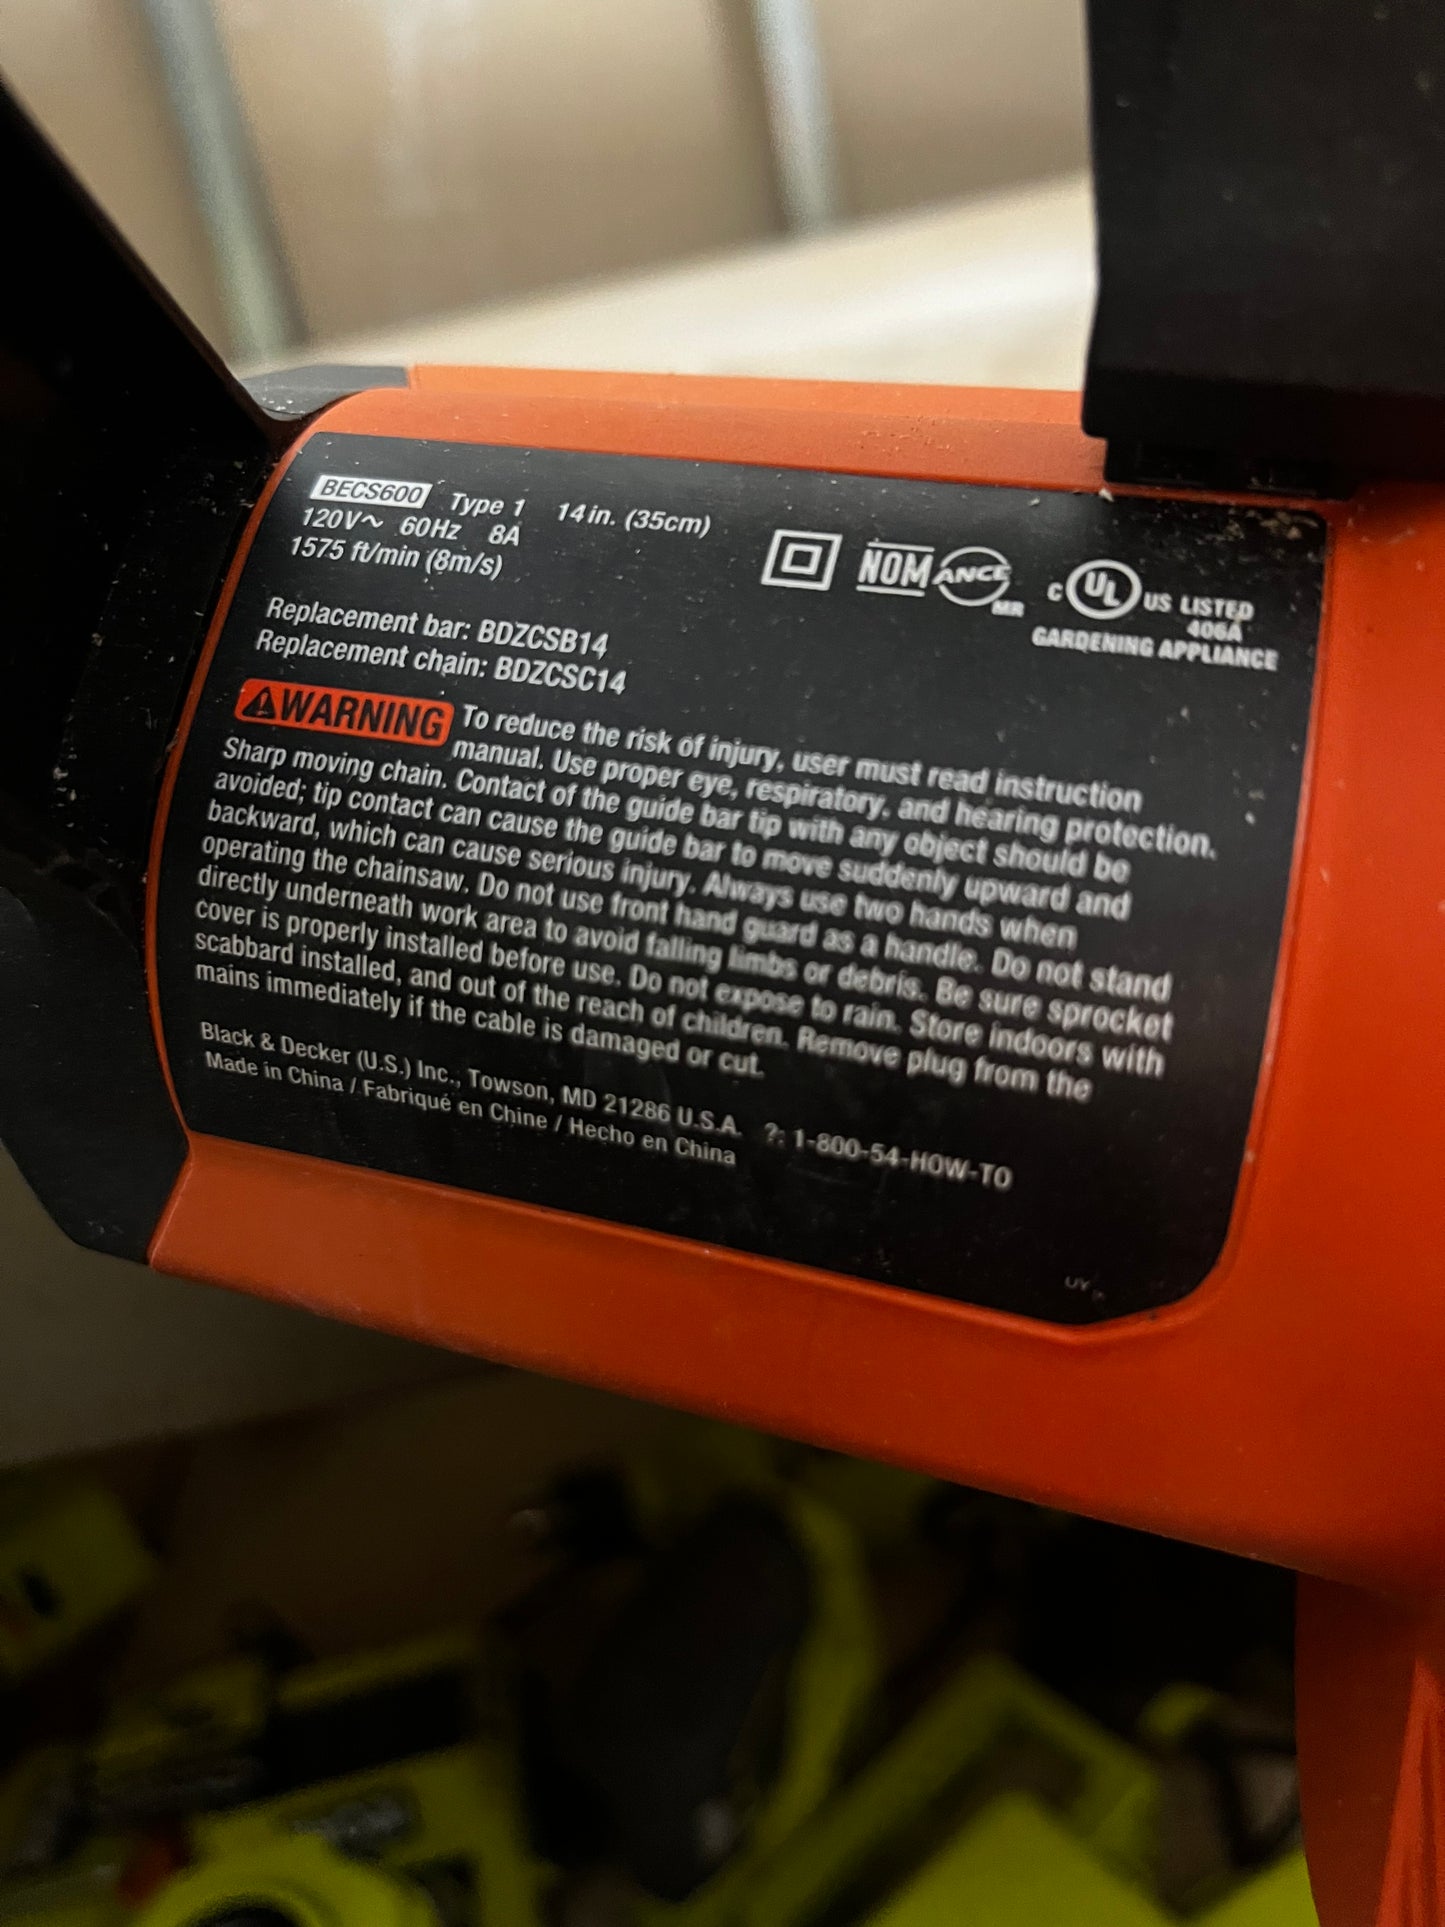 BECS600 Type 1 14in. (35cm)
120V~ 60Hz 8A
1575 ft/min (8m/s)
NOM ANCE MR
C UL US LISTED
406A
GARDENING APPLIANCE
Replacement bar: BDZCSB14
Replacement chain: BDZCSC14
WARNING To reduce the risk of injury, user must read instruction
manual. Use proper eye, respiratory, and hearing protection.
Sharp moving chain. Contact of the guide bar tip with any object should be
avoided; tip contact can cause the guide bar to move suddenly upward and
backward, which can cause serious injury. Always use two hands when
operating the chainsaw. Do not use front hand guard as a handle. Do not stand
directly underneath work area to avoid falling limbs or debris. Be sure sprocket
cover is properly installed before use. Do not expose to rain. Store indoors with
scabbard installed, and out of the reach of children. Remove plug from the
mains immediately if the cable is damaged or cut.
Black & Decker (U.S.) Inc., Towson, MD 21286 U.S.A. ?: 1-800-54-HOW-TO
Made in China / Fabriqué en Chine / Hecho en China